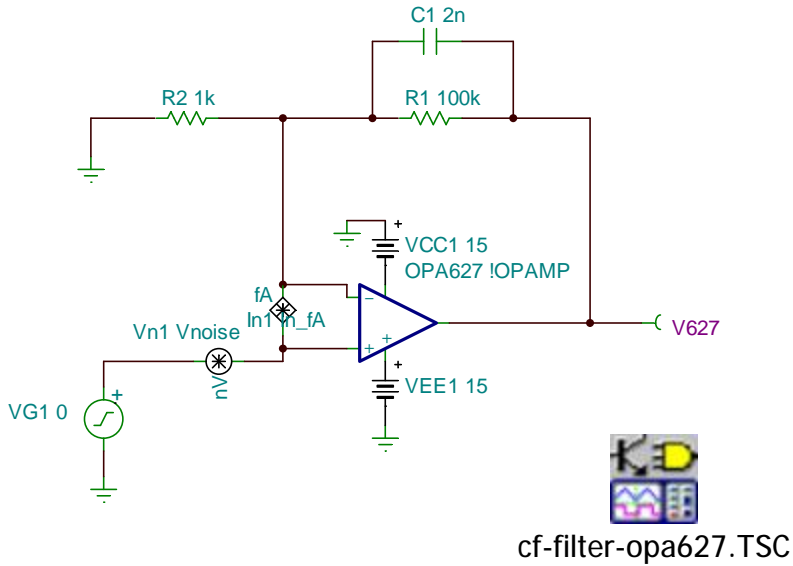 C1 2n
R2 1k
R1 100k
+
VCC1 15
OPA627 !OPAMP
fA
In1 In_fA
Vn1 Vnoise
nV
VG1 0
+
−
+
+
+
VEE1 15
V627
cf-filter-opa627.TSC